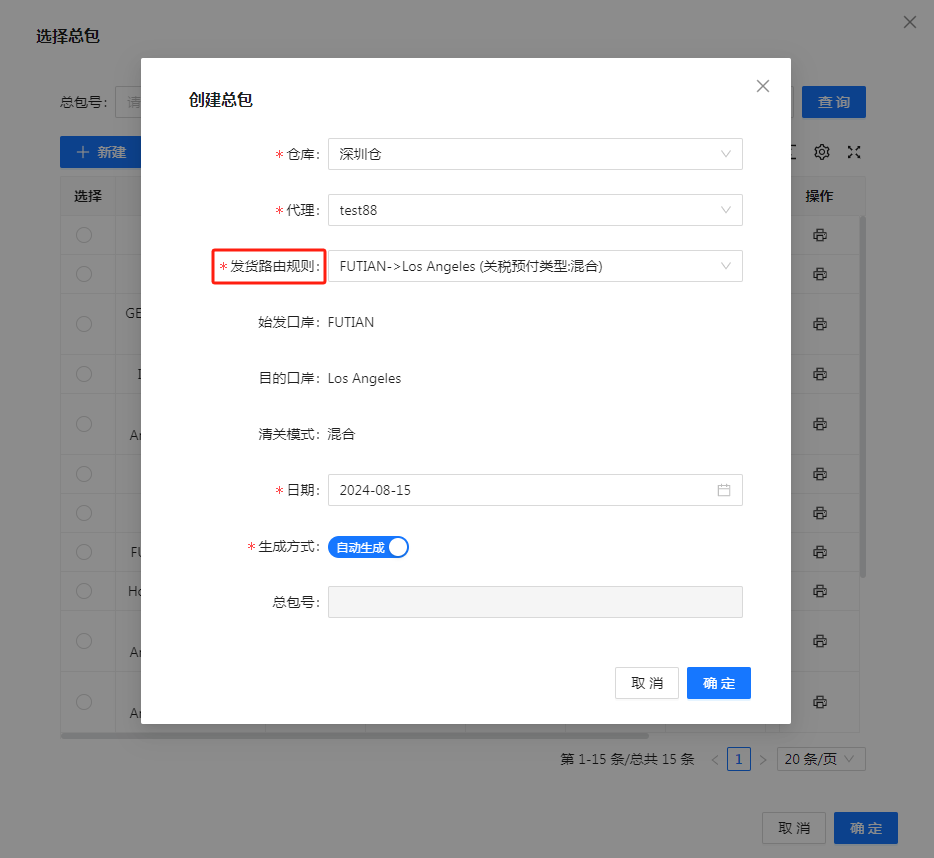 选择总包
创建总包
总包号: 请
查 询
新建
* 仓库: 深圳仓
选择
操作
* 代理: test88
* 发货路由规则: FUTIAN->Los Angeles (关税预付类型:混合)
GE
始发口岸: FUTIAN
目的口岸: Los Angeles
清关模式: 混合
* 日期: 2024-08-15
* 生成方式: 自动生成
FU
Ho
总包号:
取 消
确 定
第 1-15 条/总共 15 条
1
20 条/页
取 消
确 定